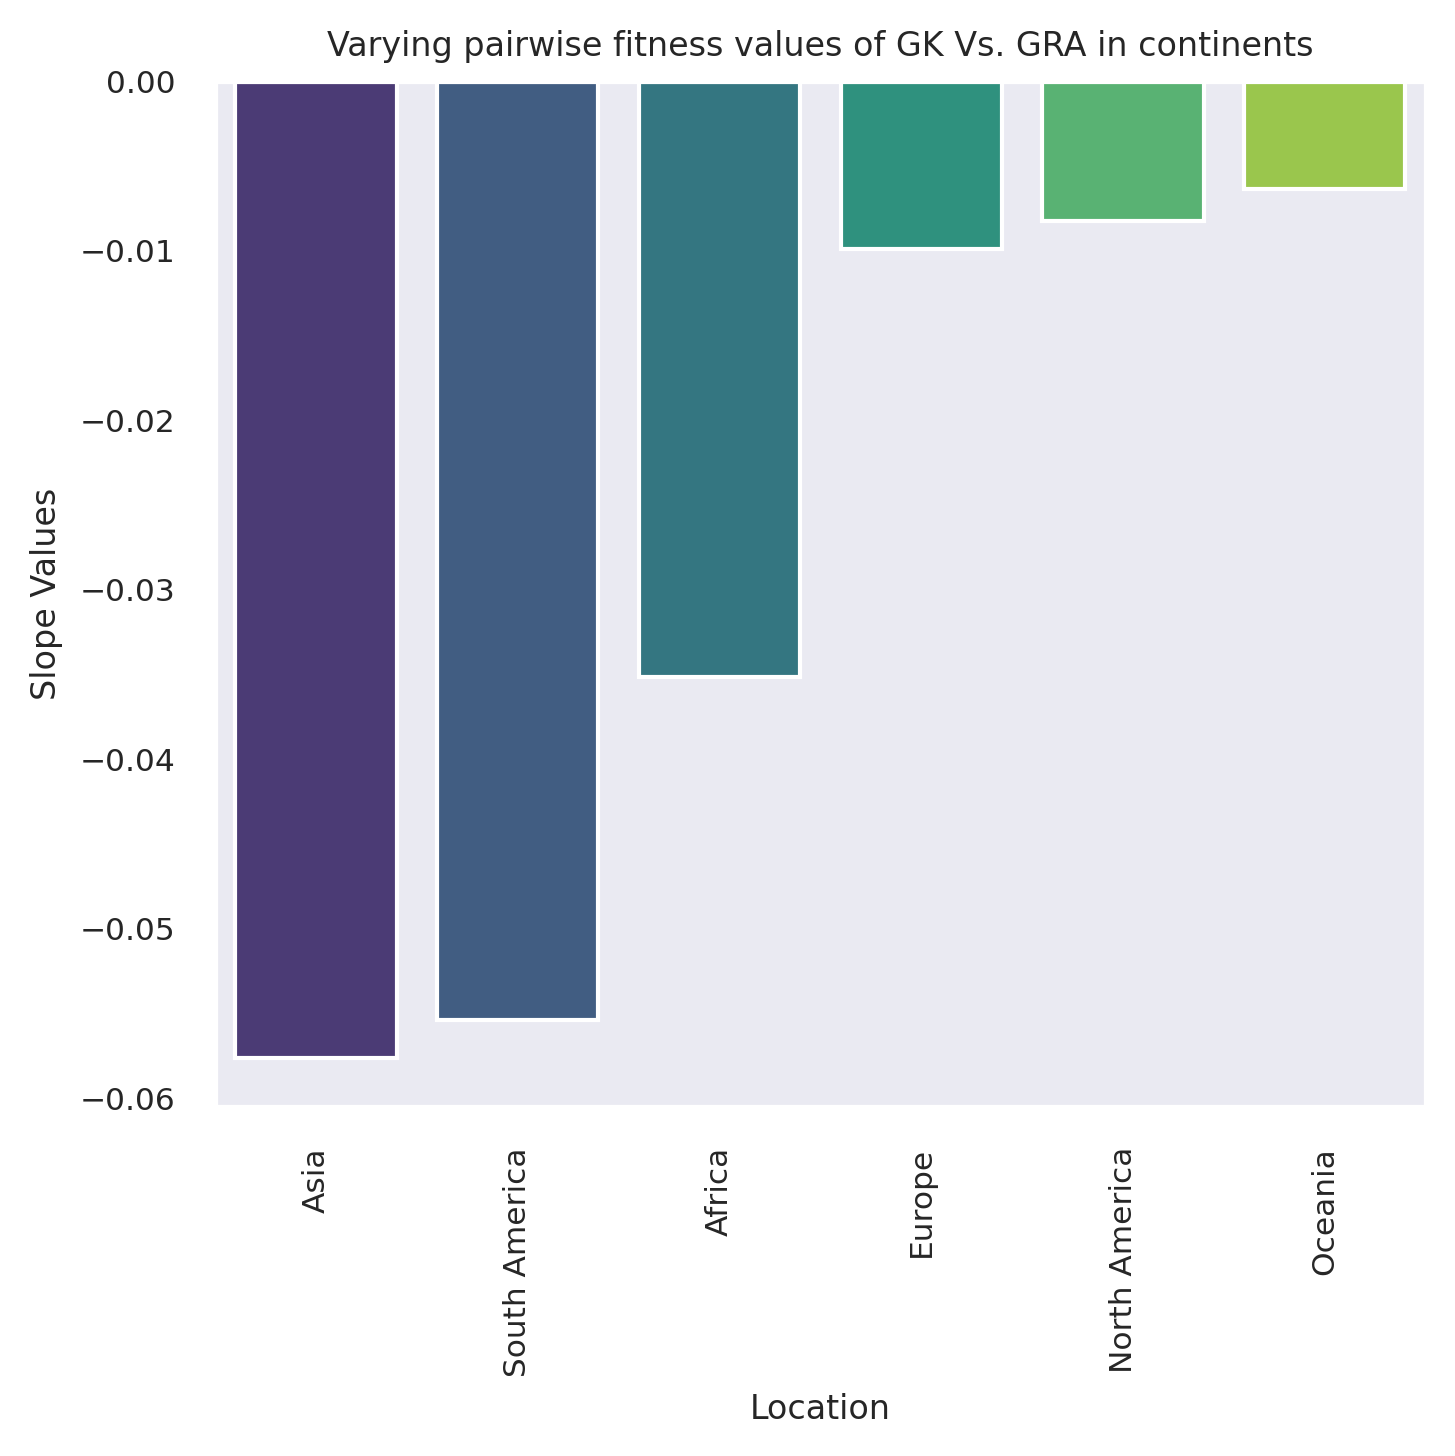 Varying pairwise fitness values of GK Vs. GRA in continents
0.00
−0.01
−0.02
−0.03
−0.04
−0.05
−0.06
Slope Values
Asia
South America
Africa
Europe
North America
Oceania
Location